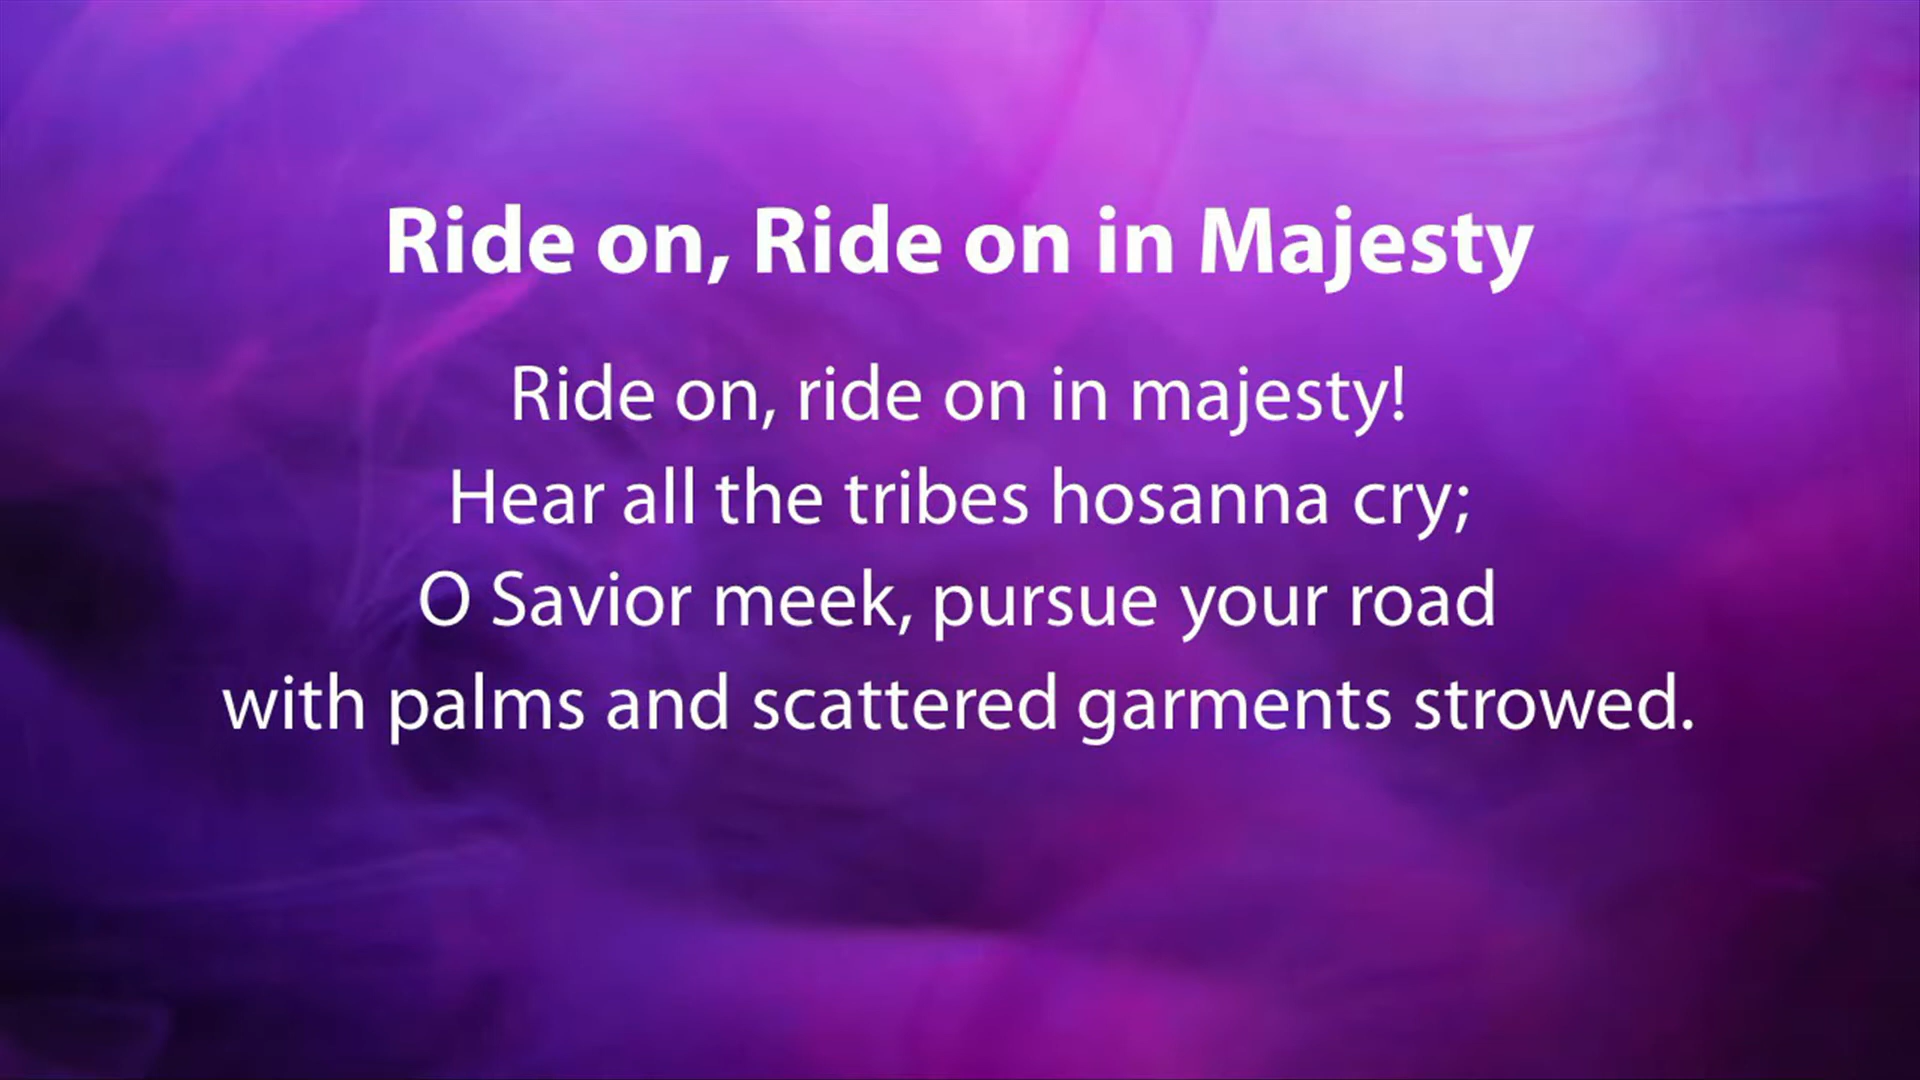 Ride on, Ride on in Majesty
Ride on, ride on in majesty!
Hear all the tribes hosanna cry;
O Savior meek, pursue your road
with palms and scattered garments strowed.